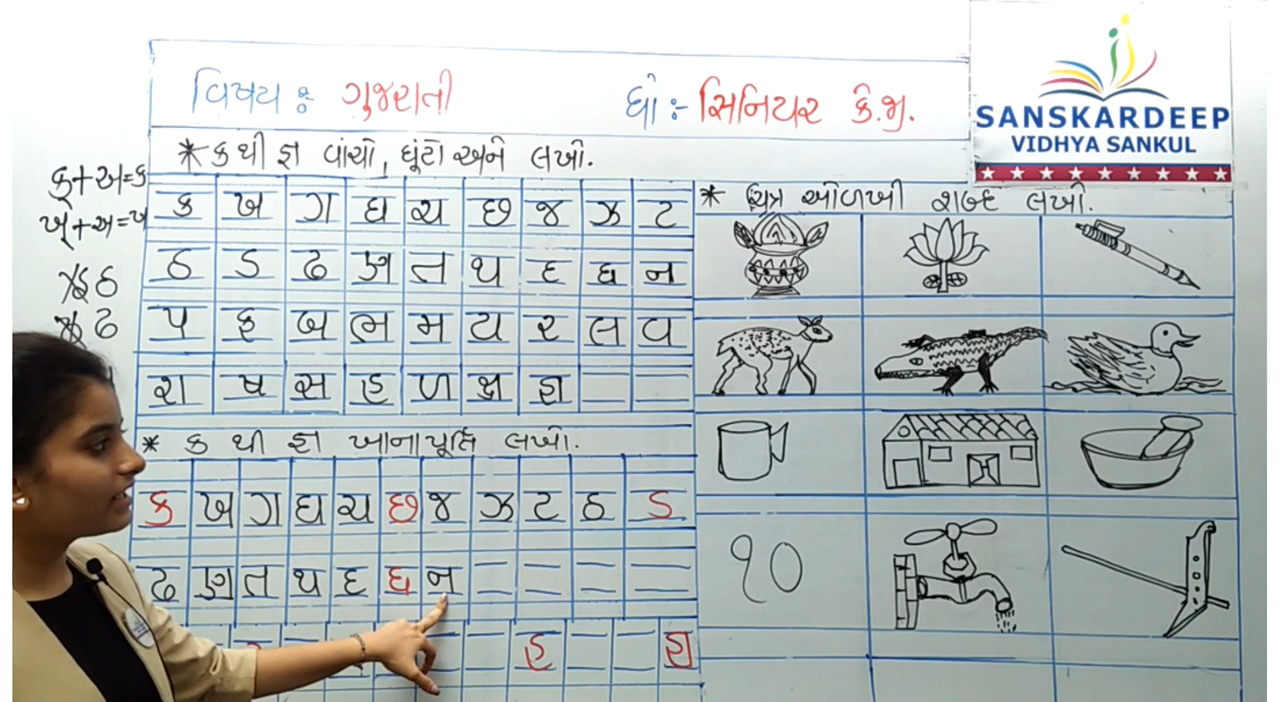 વિષય : ગુજરાતી
ધો :- સિનિયર કે.જી.
SANSKARDEEP
VIDHYA SANKUL
* ક થી જ્ઞ વાંચો, ઘૂંટો અને લખો.
ક્ + અ = ક
ખ્ + અ = ખ
ઠ
ઢ
ક ખ ગ ઘ ચ છ જ ઝ ટ
ઠ ડ ઢ ણ ત થ દ ધ ન
પ ફ બ ભ મ ય ર લ વ
શ ષ સ હ ળ ક્ષ જ્ઞ
* ક થી જ્ઞ ખાનાપૂર્તિ લખો.
ક ખ ગ ઘ ચ છ જ ઝ ટ ઠ ડ
ઢ ણ ત થ દ ધ ન
હ જ્ઞ
* ચિત્ર ઓળખી શબ્દ લખો.
૧૦